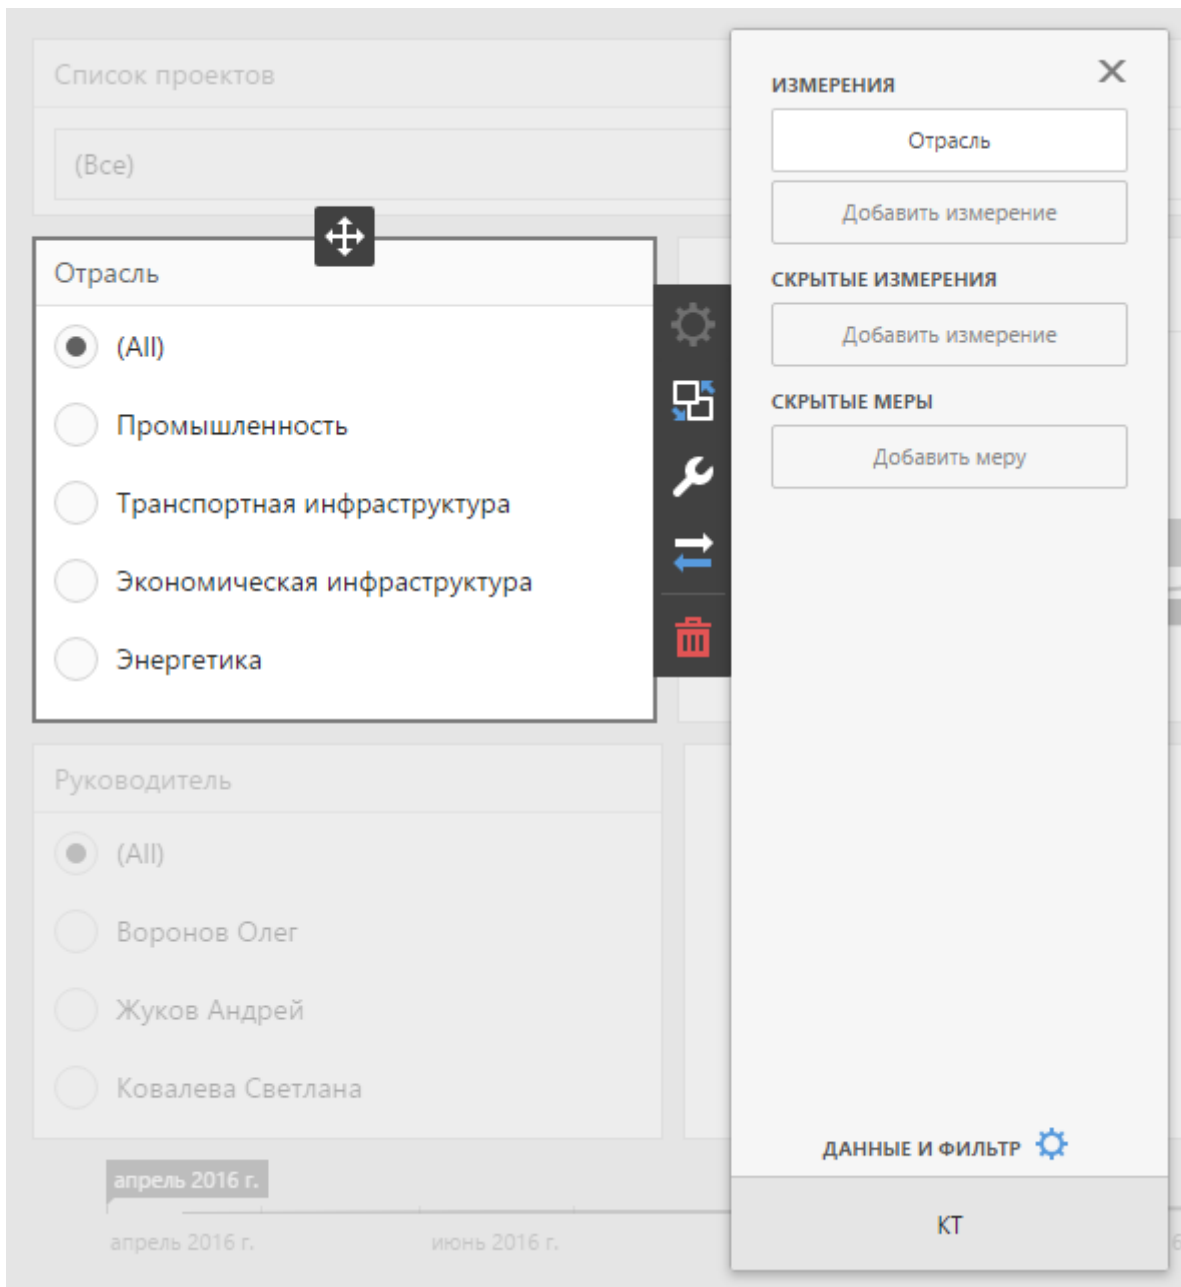 Список проектов
(Все)
Отрасль
(All)
Промышленность
Транспортная инфраструктура
Экономическая инфраструктура
Энергетика
Руководитель
(All)
Воронов Олег
Жуков Андрей
Ковалева Светлана
апрель 2016 г.
апрель 2016 г.
июнь 2016 г.
ИЗМЕРЕНИЯ
Отрасль
Добавить измерение
СКРЫТЫЕ ИЗМЕРЕНИЯ
Добавить измерение
СКРЫТЫЕ МЕРЫ
Добавить меру
ДАННЫЕ И ФИЛЬТР
КТ